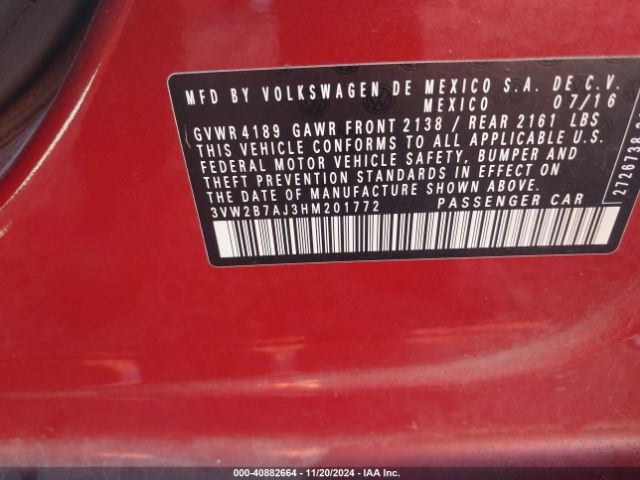 MFD BY VOLKSWAGEN DE MEXICO S.A. DE C.V.
MEXICO 07/16
GVWR 4189 GAWR FRONT 2138 / REAR 2161 LBS
THIS VEHICLE CONFORMS TO ALL APPLICABLE U.S.
FEDERAL MOTOR VEHICLE SAFETY, BUMPER AND
THEFT PREVENTION STANDARDS IN EFFECT ON
THE DATE OF MANUFACTURE SHOWN ABOVE.
3VW2B7AJ3HM201772 PASSENGER CAR
000-40882664 - 11/20/2024 - IAA Inc.